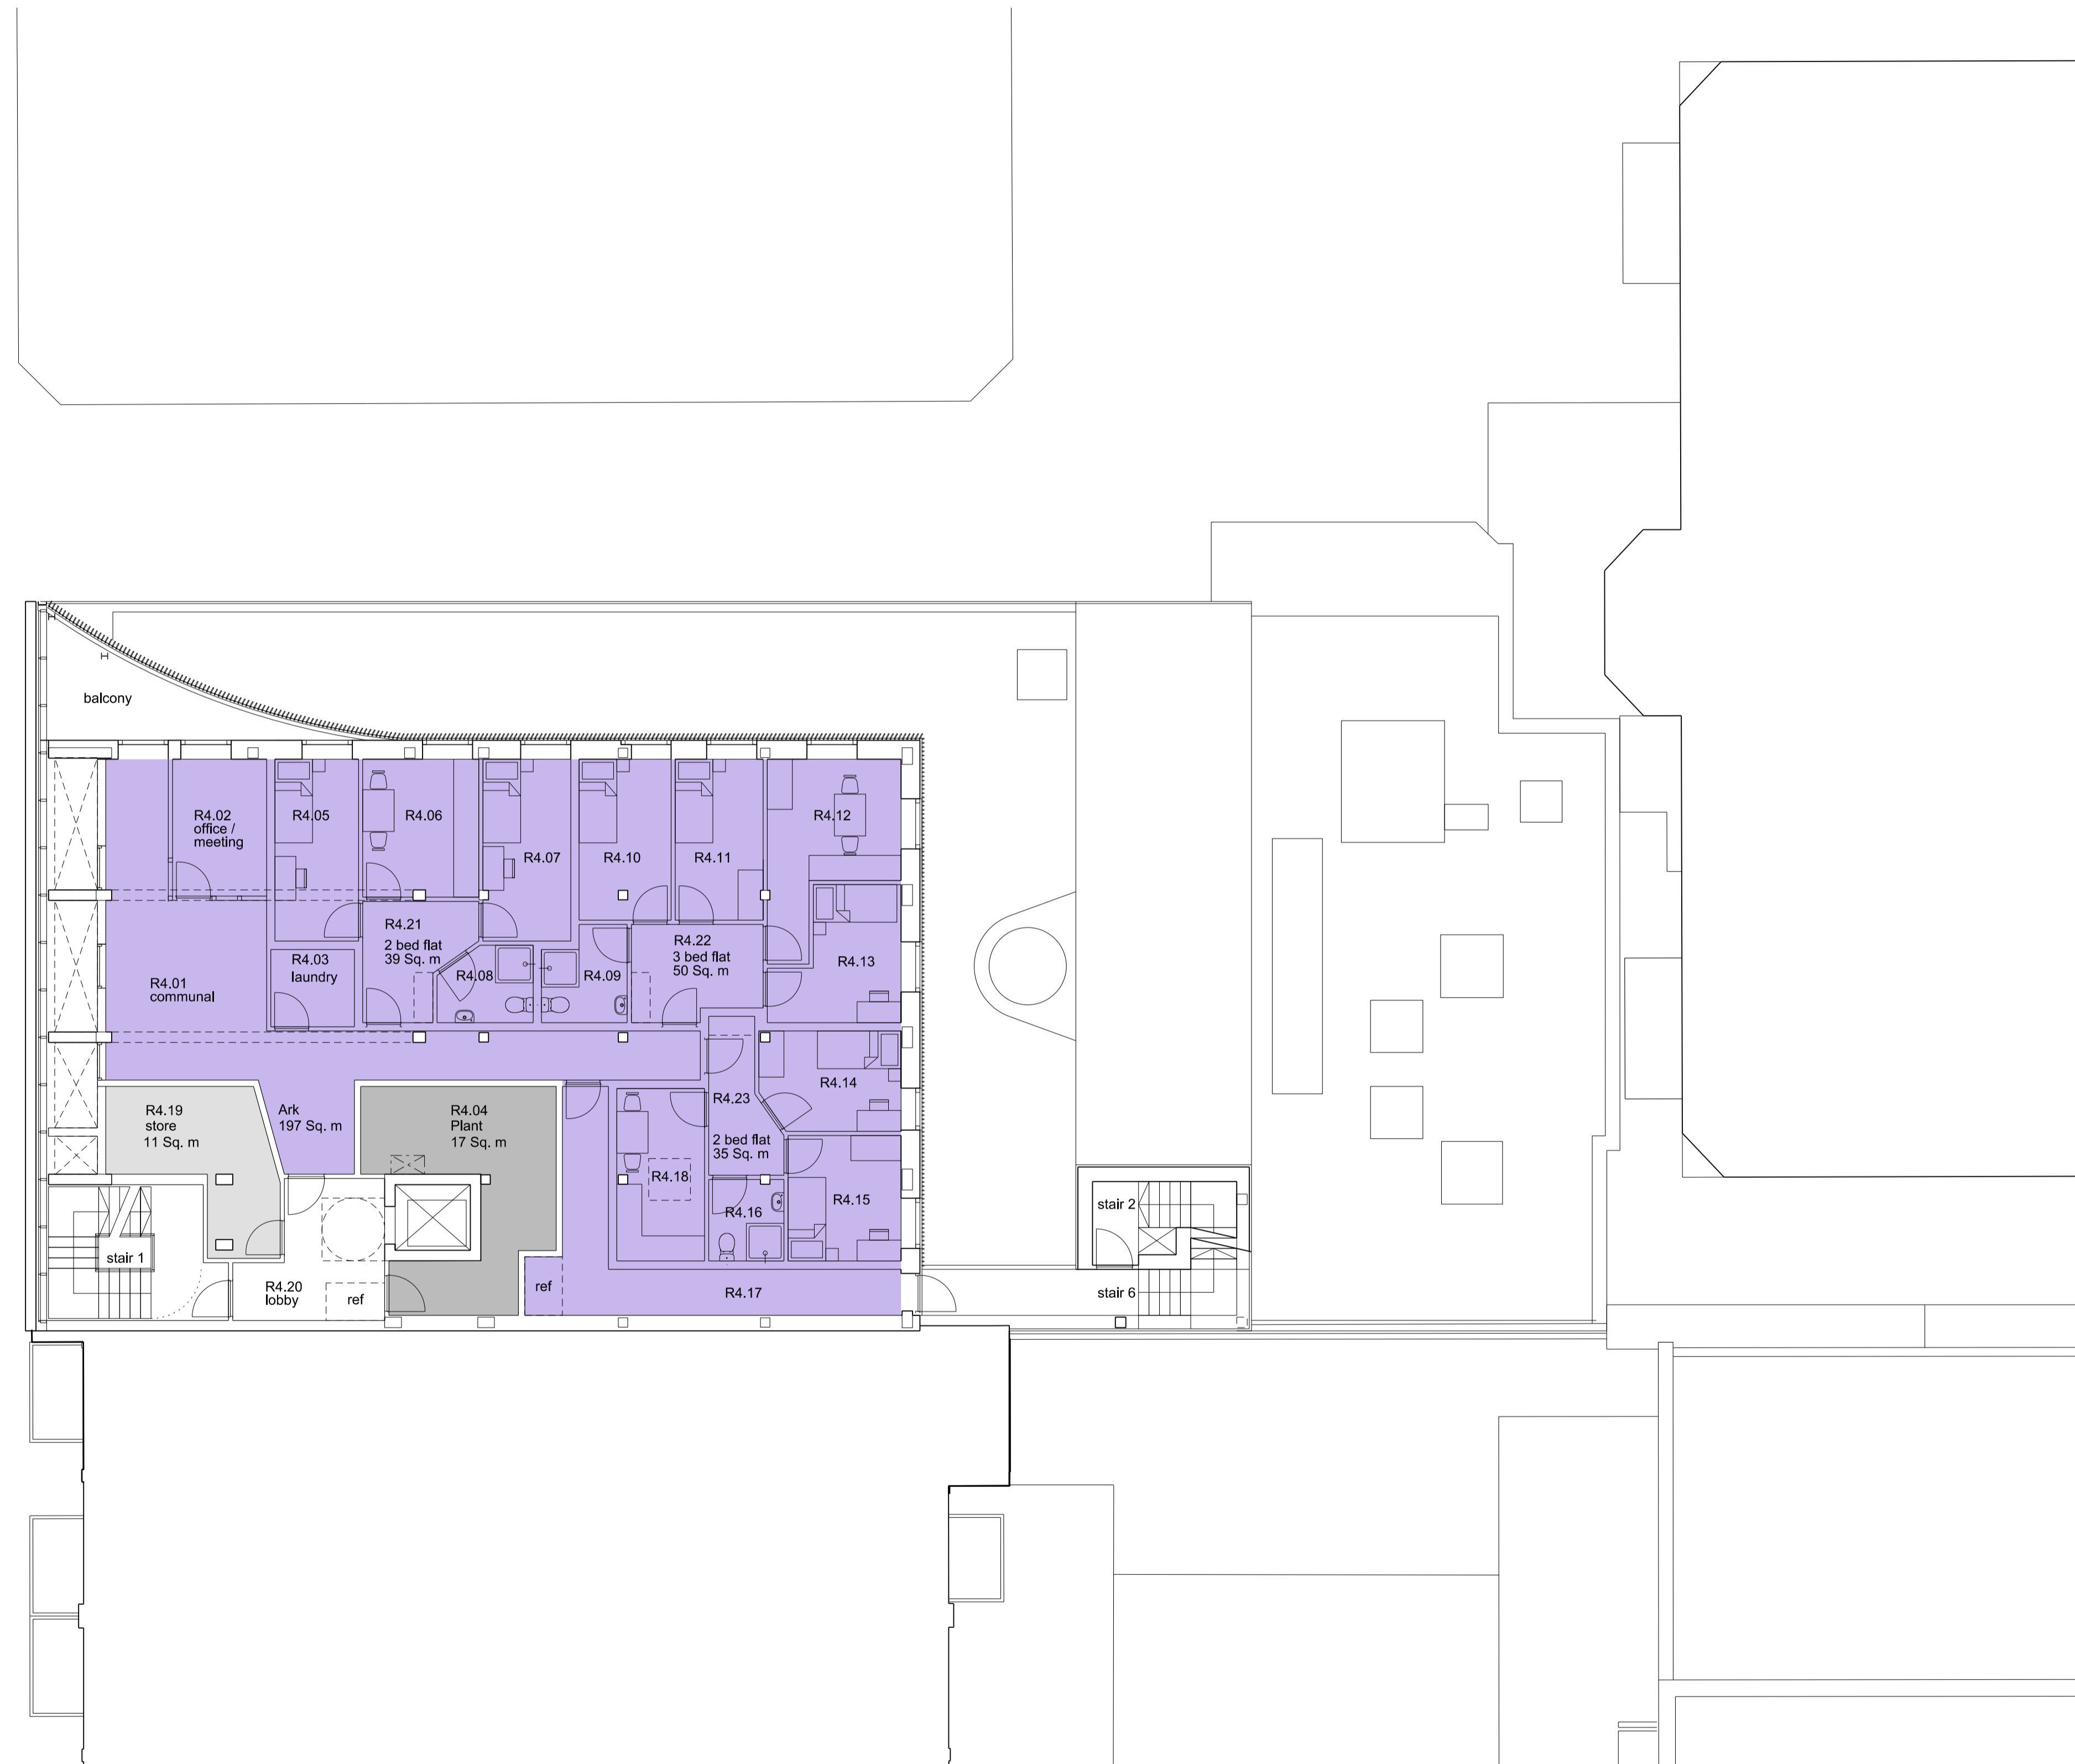 balcony
R4.02
office /
meeting
R4.05
R4.06
R4.07
R4.10
R4.11
R4.12
R4.21
2 bed flat
39 Sq. m
R4.22
3 bed flat
50 Sq. m
R4.03
laundry
R4.08
R4.09
R4.13
R4.01
communal
R4.14
R4.23
R4.19
store
11 Sq. m
Ark
197 Sq. m
R4.04
Plant
17 Sq. m
2 bed flat
35 Sq. m
R4.18
R4.16
R4.15
stair 2
stair 1
R4.20
lobby
ref
ref
R4.17
stair 6